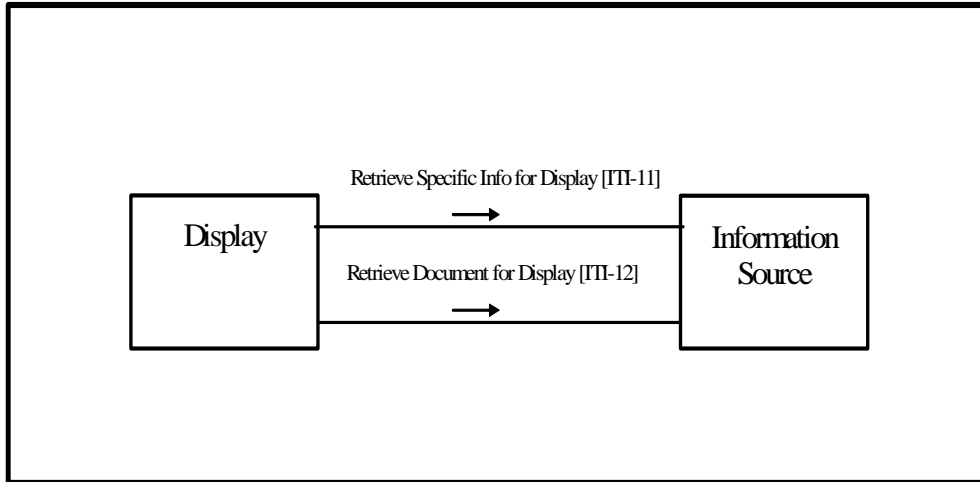 Retrieve Specific Info for Display [ITI-11]
Display
Information
Source
Retrieve Document for Display [ITI-12]